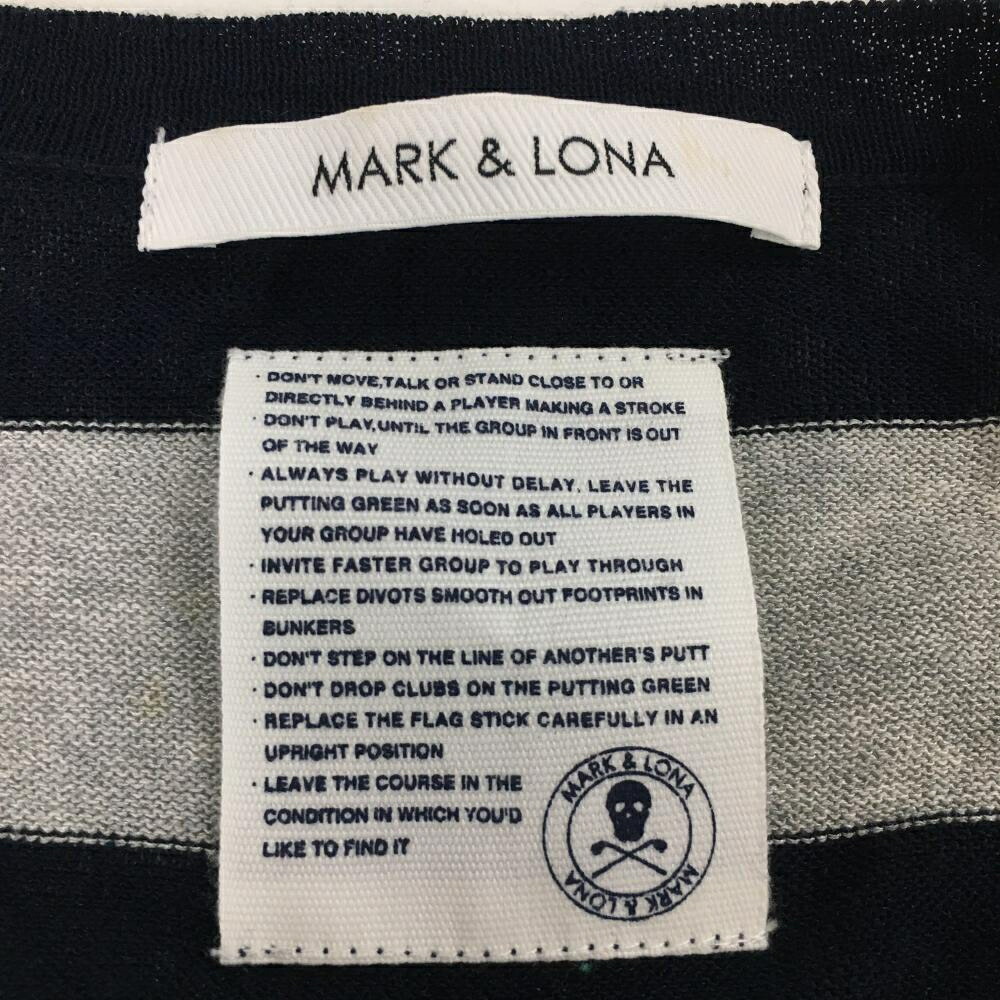 MARK & LONA
· DON'T MOVE,TALK OR STAND CLOSE TO OR
DIRECTLY BEHIND A PLAYER MAKING A STROKE
· DON'T PLAY,UNTIL THE GROUP IN FRONT IS OUT
OF THE WAY
· ALWAYS PLAY WITHOUT DELAY, LEAVE THE
PUTTING GREEN AS SOON AS ALL PLAYERS IN
YOUR GROUP HAVE HOLED OUT
· INVITE FASTER GROUP TO PLAY THROUGH
· REPLACE DIVOTS SMOOTH OUT FOOTPRINTS IN
BUNKERS
· DON'T STEP ON THE LINE OF ANOTHER'S PUTT
· DON'T DROP CLUBS ON THE PUTTING GREEN
· REPLACE THE FLAG STICK CAREFULLY IN AN
UPRIGHT POSITION
· LEAVE THE COURSE IN THE
CONDITION IN WHICH YOU'D
LIKE TO FIND IT
MARK & LONA
MARK & LONA